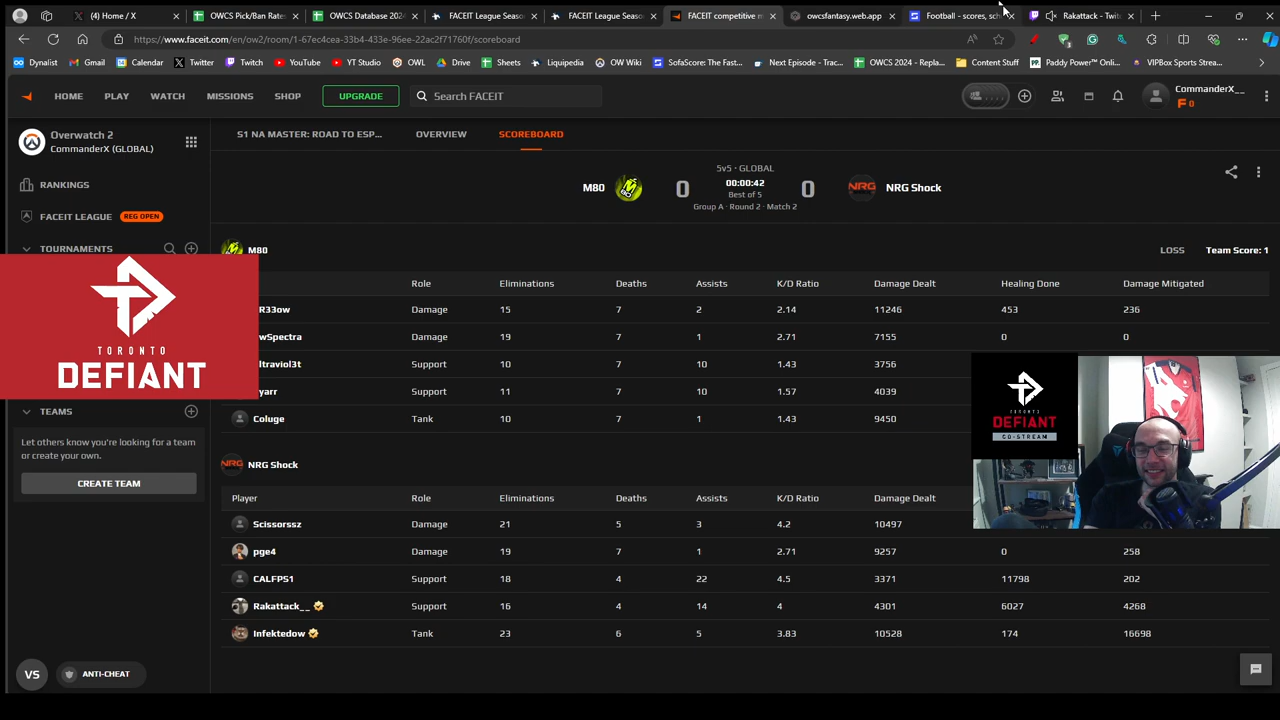 (4) Home / X
OWCS Pick/Ban Rates
OWCS Database 202
FACEIT League Seaso
FACEIT League Seaso
FACEIT competitive m
owcsfantasy.web.app
Football - scores, sch
Rakattack - Twitc
https://www.faceit.com/en/ow2/room/1-67ec4cea-33b4-433e-96ee-22ac2f71760f/scoreboard
Dynalist
Gmail
Calendar
Twitter
Twitch
YouTube
YT Studio
OWL
Drive
Sheets
Liquipedia
OW Wiki
SofaScore: The Fast...
Next Episode - Trac...
OWCS 2024 - Repla...
Content Stuff
Paddy Power™ Onli...
VIPBox Sports Strea...
HOME
PLAY
WATCH
MISSIONS
SHOP
UPGRADE
Search FACEIT
CommanderX__
F 0
Overwatch 2
CommanderX (GLOBAL)
RANKINGS
FACEIT LEAGUE REG OPEN
TOURNAMENTS
TORONTO
DEFIANT
TEAMS
Let others know you're looking for a team
or create your own.
CREATE TEAM
VS
ANTI-CHEAT
S1 NA MASTER: ROAD TO ESP... OVERVIEW SCOREBOARD
5v5 • GLOBAL
M80 0 00:00:42 0 NRG NRG Shock
Best of 5
Group A · Round 2 · Match 2
M80 LOSS Team Score: 1
Role Eliminations Deaths Assists K/D Ratio Damage Dealt Healing Done Damage Mitigated
R33ow Damage 15 7 2 2.14 11246 453 236
wSpectra Damage 19 7 1 2.71 7155 0 0
ltraviol3t Support 10 7 10 1.43 3756
yarr Support 11 7 10 1.57 4039
Coluge Tank 10 7 1 1.43 9450
NRG NRG Shock
Player Role Eliminations Deaths Assists K/D Ratio Damage Dealt
Scissorssz Damage 21 5 3 4.2 10497
pge4 Damage 19 7 1 2.71 9257 0 258
CALFPS1 Support 18 4 22 4.5 3371 11798 202
Rakattack__ Support 16 4 14 4 4301 6027 4268
Infektedow Tank 23 6 5 3.83 10528 174 16698
TORONTO
DEFIANT
CO-STREAM